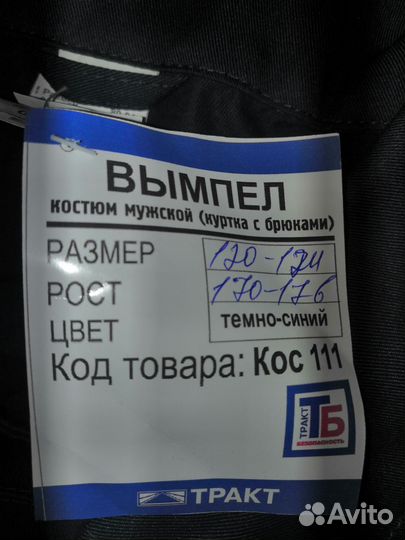 ВЫМПЕЛ
костюм мужской (куртка с брюками)
РАЗМЕР 120-124
РОСТ 170-176
ЦВЕТ темно-синий
Код товара: Кос 111
ТРАКТ
ТБ
БЕЗОПАСНОСТЬ
ТРАКТ
Avito